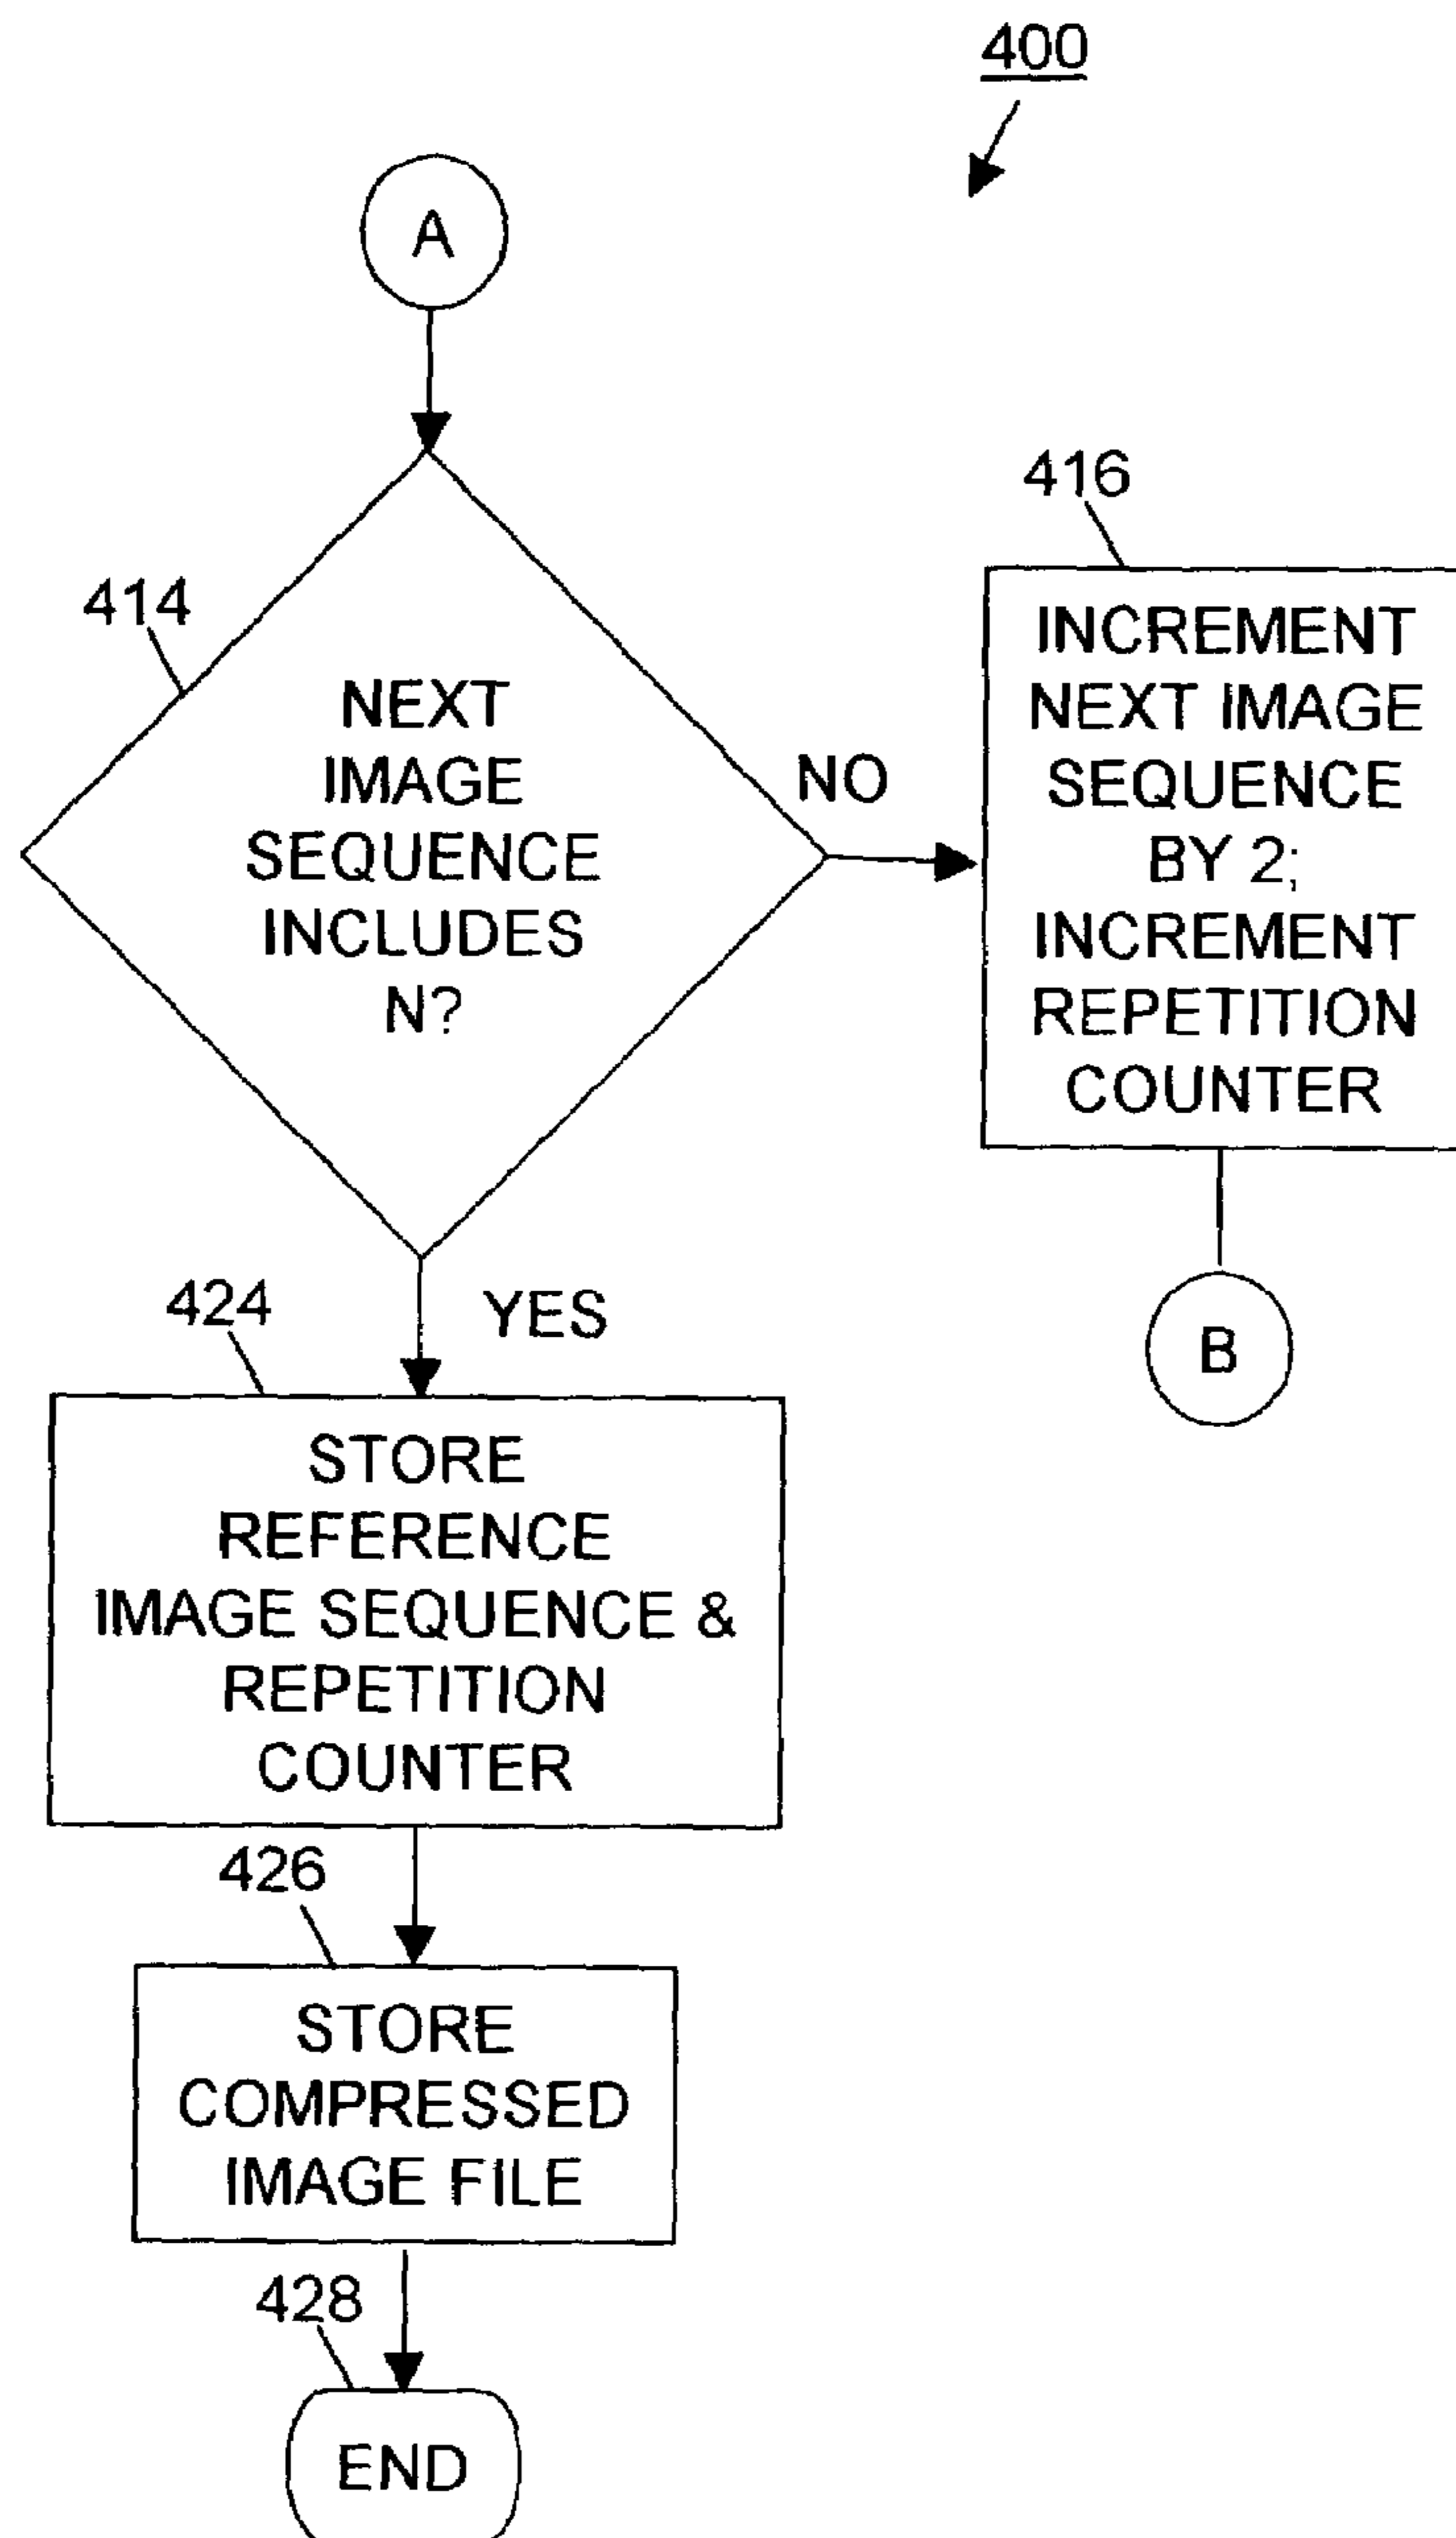 400
A
414
NEXT
IMAGE
SEQUENCE
INCLUDES
N?
NO
416
INCREMENT
NEXT IMAGE
SEQUENCE
BY 2;
INCREMENT
REPETITION
COUNTER
B
YES
424
STORE
REFERENCE
IMAGE SEQUENCE &
REPETITION
COUNTER
426
STORE
COMPRESSED
IMAGE FILE
428
END